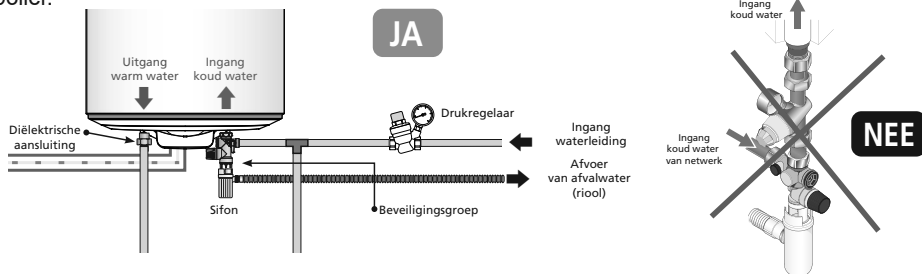 boiler.
JA
Uitgang
warm water
Ingang
koud water
Drukregelaar
Diëlektrische
aansluiting
Ingang
waterleiding
Afvoer
van afvalwater
(riool)
Sifon
Beveiligingsgroep
Ingang
koud water
Ingang
koud water
van netwerk
NEE